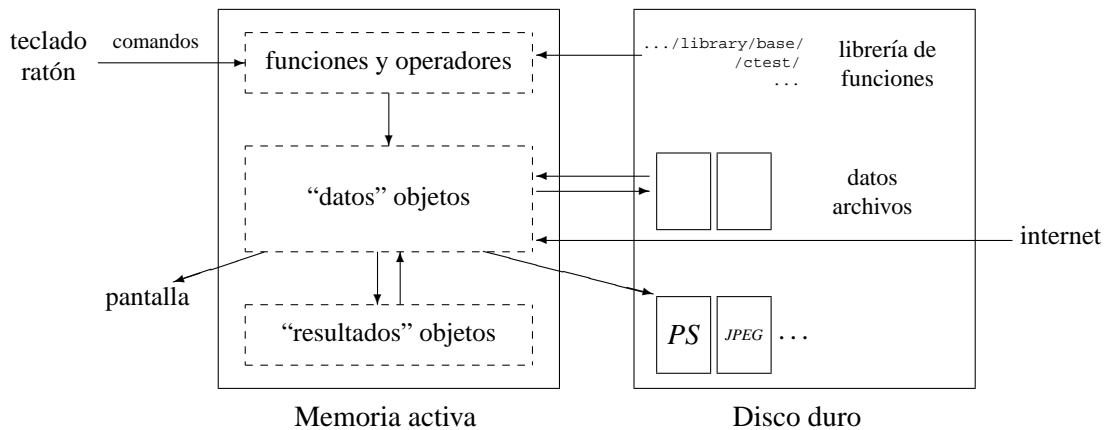 teclado
ratón
comandos
funciones y operadores
.../library/base/
/ctest/
...
librería de
funciones
“datos” objetos
datos
archivos
internet
pantalla
“resultados” objetos
PS
JPEG
...
Memoria activa
Disco duro